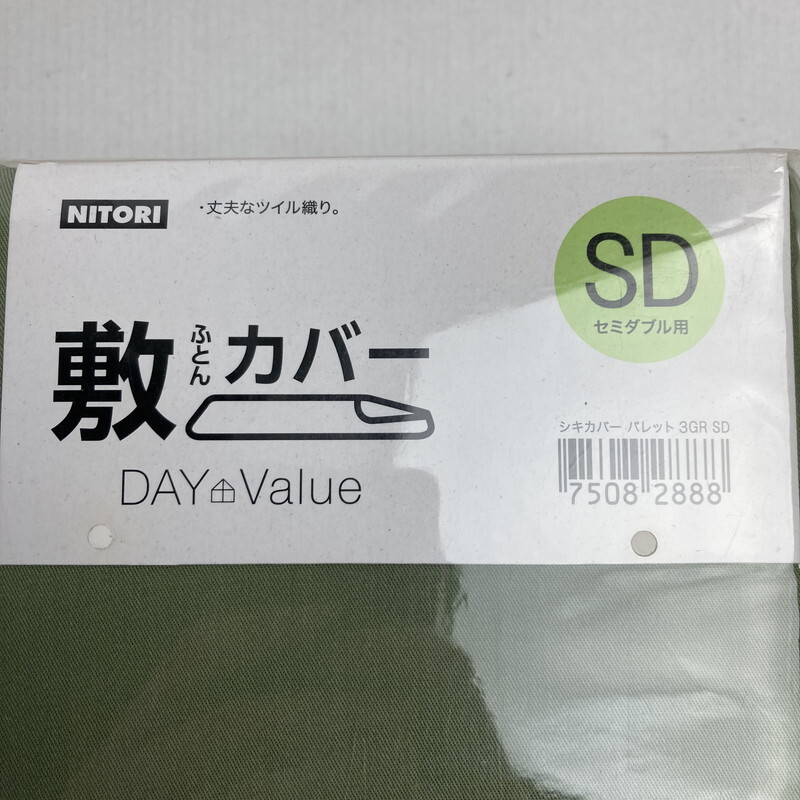 NITORI
・丈夫なツイル織り。
SD
セミダブル用
敷ふとんカバー
DAY Value
シキカバー パレット 3GR SD
7508 2888